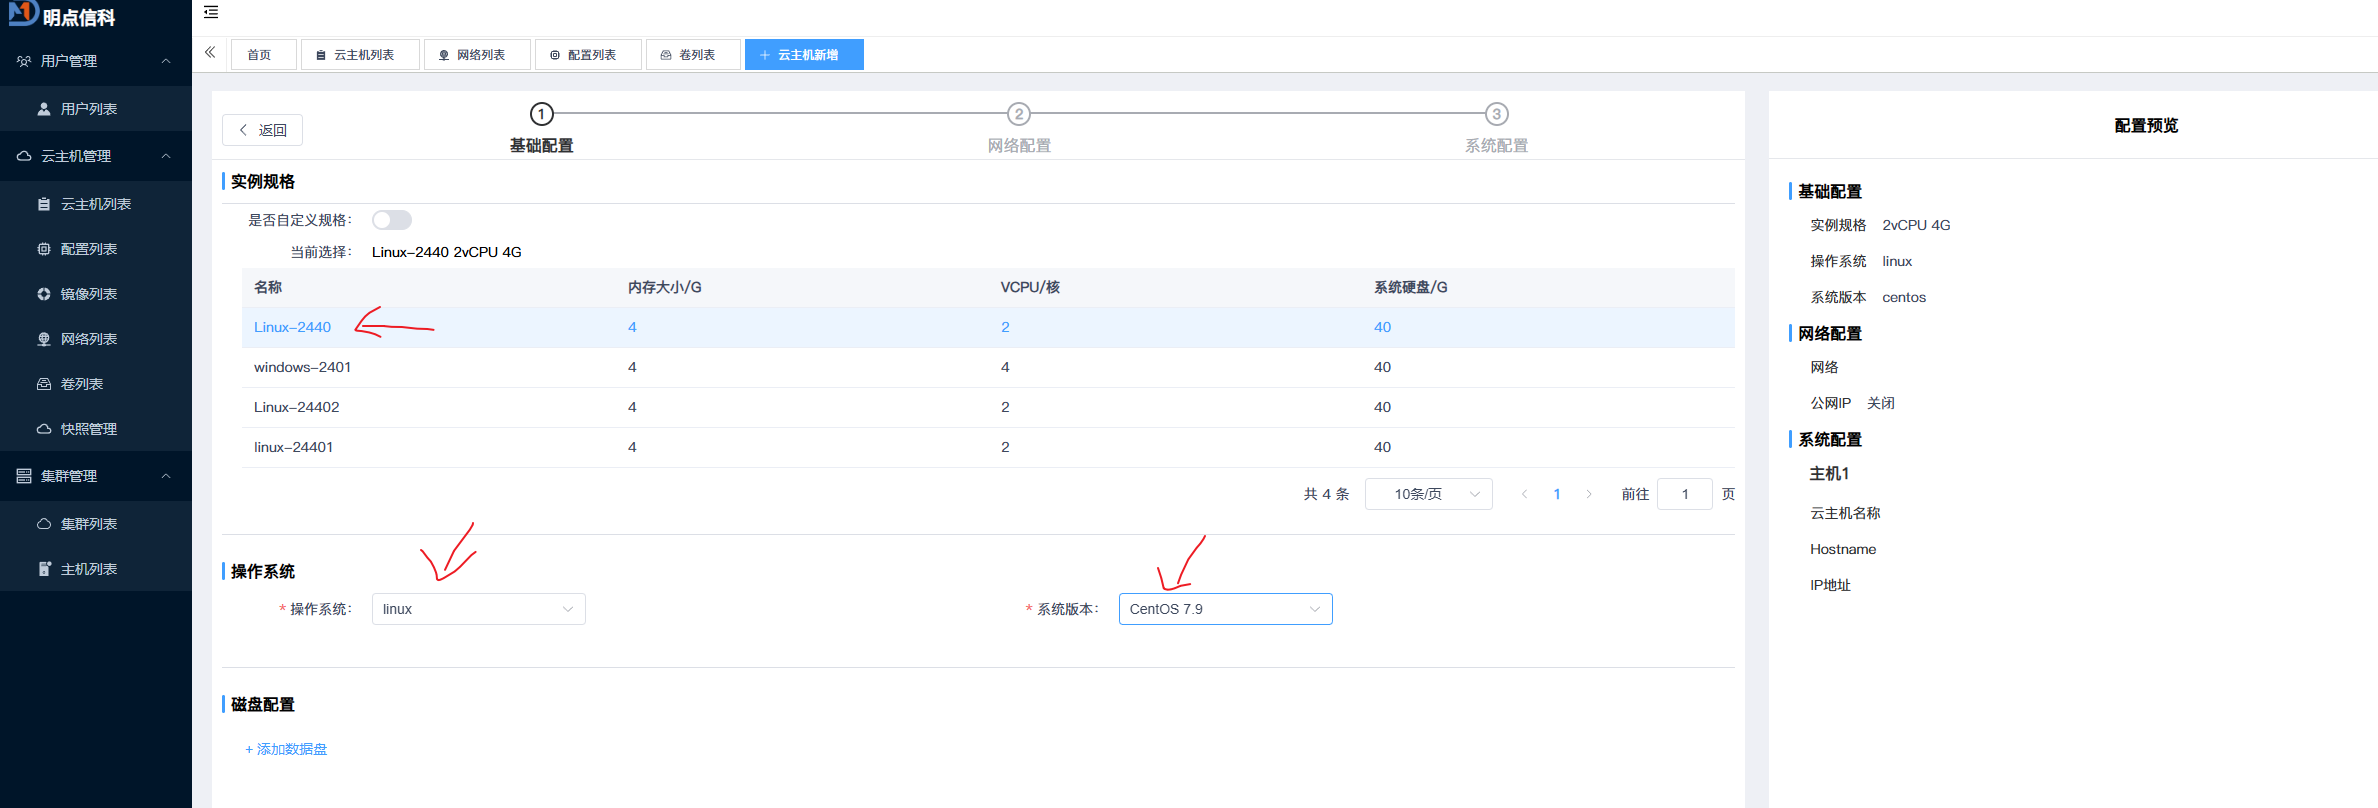 明点信科
用户管理
用户列表
云主机管理
云主机列表
配置列表
镜像列表
网络列表
卷列表
快照管理
集群管理
集群列表
主机列表
首页 云主机列表 网络列表 配置列表 卷列表 云主机新增
返回
1 2 3
基础配置 网络配置 系统配置
实例规格
是否自定义规格：
当前选择： Linux-2440 2vCPU 4G
名称 内存大小/G VCPU/核 系统硬盘/G
Linux-2440 4 2 40
windows-2401 4 4 40
Linux-24402 4 2 40
linux-24401 4 2 40
共 4 条 10条/页 1 前往 1 页
操作系统
* 操作系统： linux * 系统版本： CentOS 7.9
磁盘配置
+ 添加数据盘
配置预览
基础配置
实例规格 2vCPU 4G
操作系统 linux
系统版本 centos
网络配置
网络
公网IP 关闭
系统配置
主机1
云主机名称
Hostname
IP地址